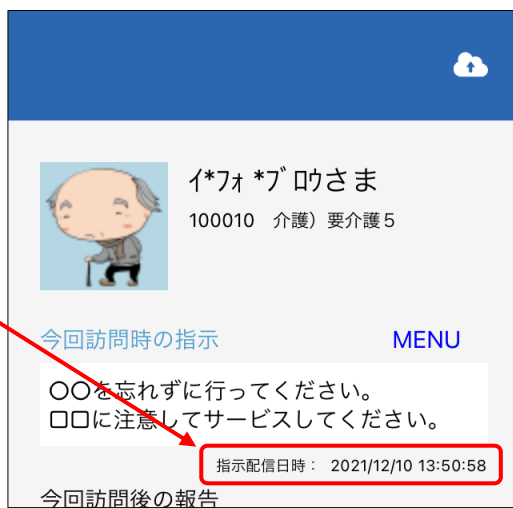 ｲ*ﾌｫ *ﾌﾞﾛｳさま
100010　介護）要介護５
今回訪問時の指示
MENU
〇〇を忘れずに行ってください。
□□に注意してサービスしてください。
指示配信日時： 2021/12/10 13:50:58
今回訪問後の報告